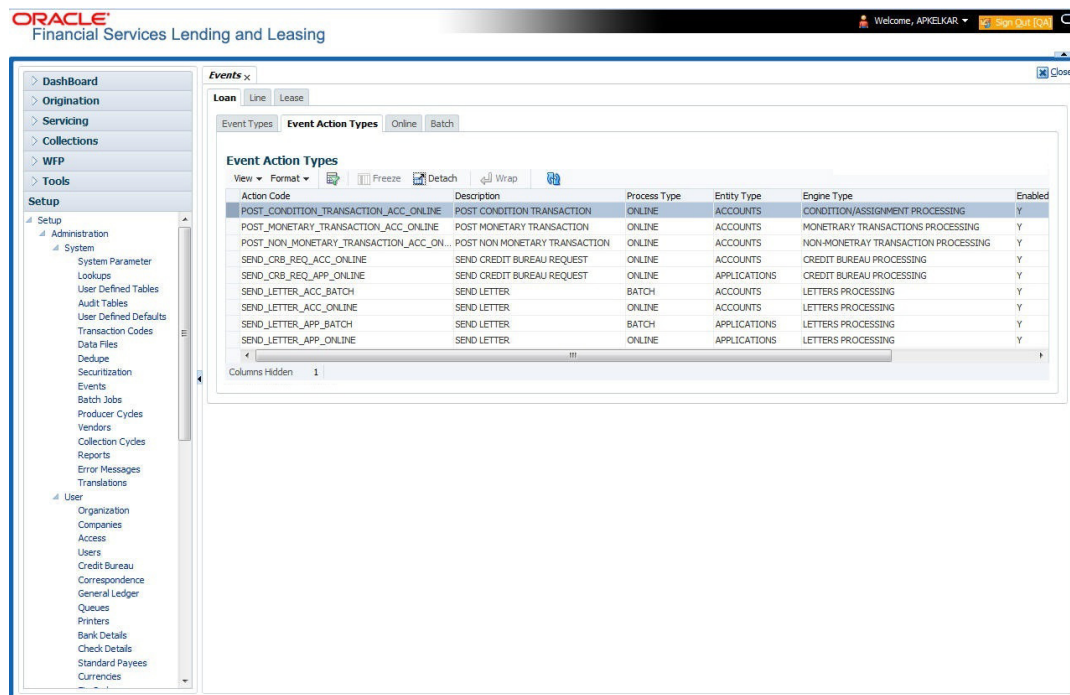 ORACLE
Financial Services Lending and Leasing
Welcome, APKELKAR
Sign Out [QA]
DashBoard
Origination
Servicing
Collections
WFP
Tools
Setup
Setup
Administration
System
System Parameter
Lookups
User Defined Tables
Audit Tables
User Defined Defaults
Transaction Codes
Data Files
Dedupe
Securitization
Events
Batch Jobs
Producer Cycles
Vendors
Collection Cycles
Reports
Error Messages
Translations
User
Organization
Companies
Access
Users
Credit Bureau
Correspondence
General Ledger
Queues
Printers
Bank Details
Check Details
Standard Payees
Currencies
Events x
Close
Loan Line Lease
Event Types Event Action Types Online Batch
Event Action Types
View Format Freeze Detach Wrap
Action Code Description Process Type Entity Type Engine Type Enabled
POST_CONDITION_TRANSACTION_ACC_ONLINE POST CONDITION TRANSACTION ONLINE ACCOUNTS CONDITION/ASSIGNMENT PROCESSING Y
POST_MONETARY_TRANSACTION_ACC_ONLINE POST MONETARY TRANSACTION ONLINE ACCOUNTS MONETRARY TRANSACTIONS PROCESSING Y
POST_NON_MONETARY_TRANSACTION_ACC_ON... POST NON MONETARY TRANSACTION ONLINE ACCOUNTS NON-MONETRAY TRANSACTION PROCESSING Y
SEND_CRB_REQ_ACC_ONLINE SEND CREDIT BUREAU REQUEST ONLINE ACCOUNTS CREDIT BUREAU PROCESSING Y
SEND_CRB_REQ_APP_ONLINE SEND CREDIT BUREAU REQUEST ONLINE APPLICATIONS CREDIT BUREAU PROCESSING Y
SEND_LETTER_ACC_BATCH SEND LETTER BATCH ACCOUNTS LETTERS PROCESSING Y
SEND_LETTER_ACC_ONLINE SEND LETTER ONLINE ACCOUNTS LETTERS PROCESSING Y
SEND_LETTER_APP_BATCH SEND LETTER BATCH APPLICATIONS LETTERS PROCESSING Y
SEND_LETTER_APP_ONLINE SEND LETTER ONLINE APPLICATIONS LETTERS PROCESSING Y
Columns Hidden 1